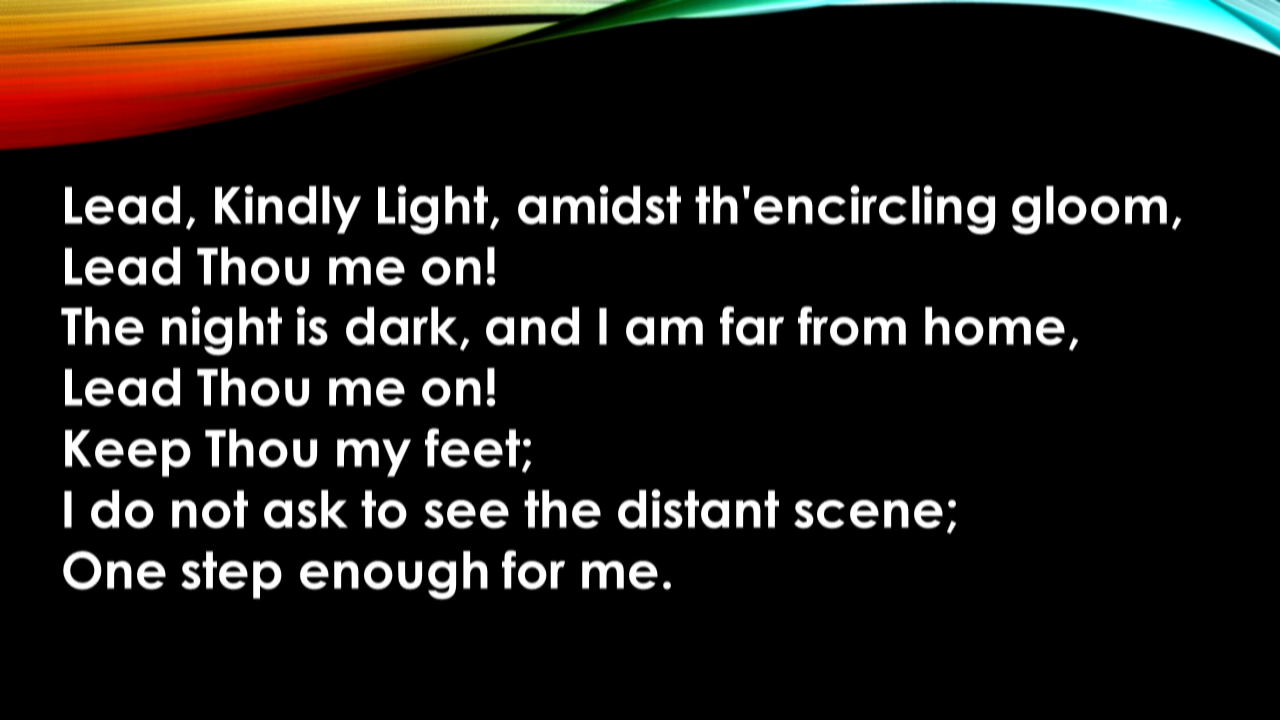 Lead, Kindly Light, amidst th'encircling gloom,
Lead Thou me on!
The night is dark, and I am far from home,
Lead Thou me on!
Keep Thou my feet;
I do not ask to see the distant scene;
One step enough for me.